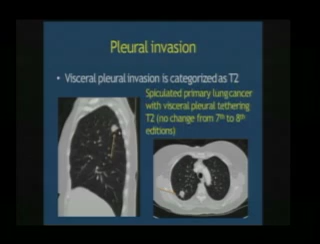 Pleural invasion
• Visceral pleural invasion is categorized as T2
Spiculated primary lung cancer
with visceral pleural tethering
T2 (no change from 7th to 8th
editions)